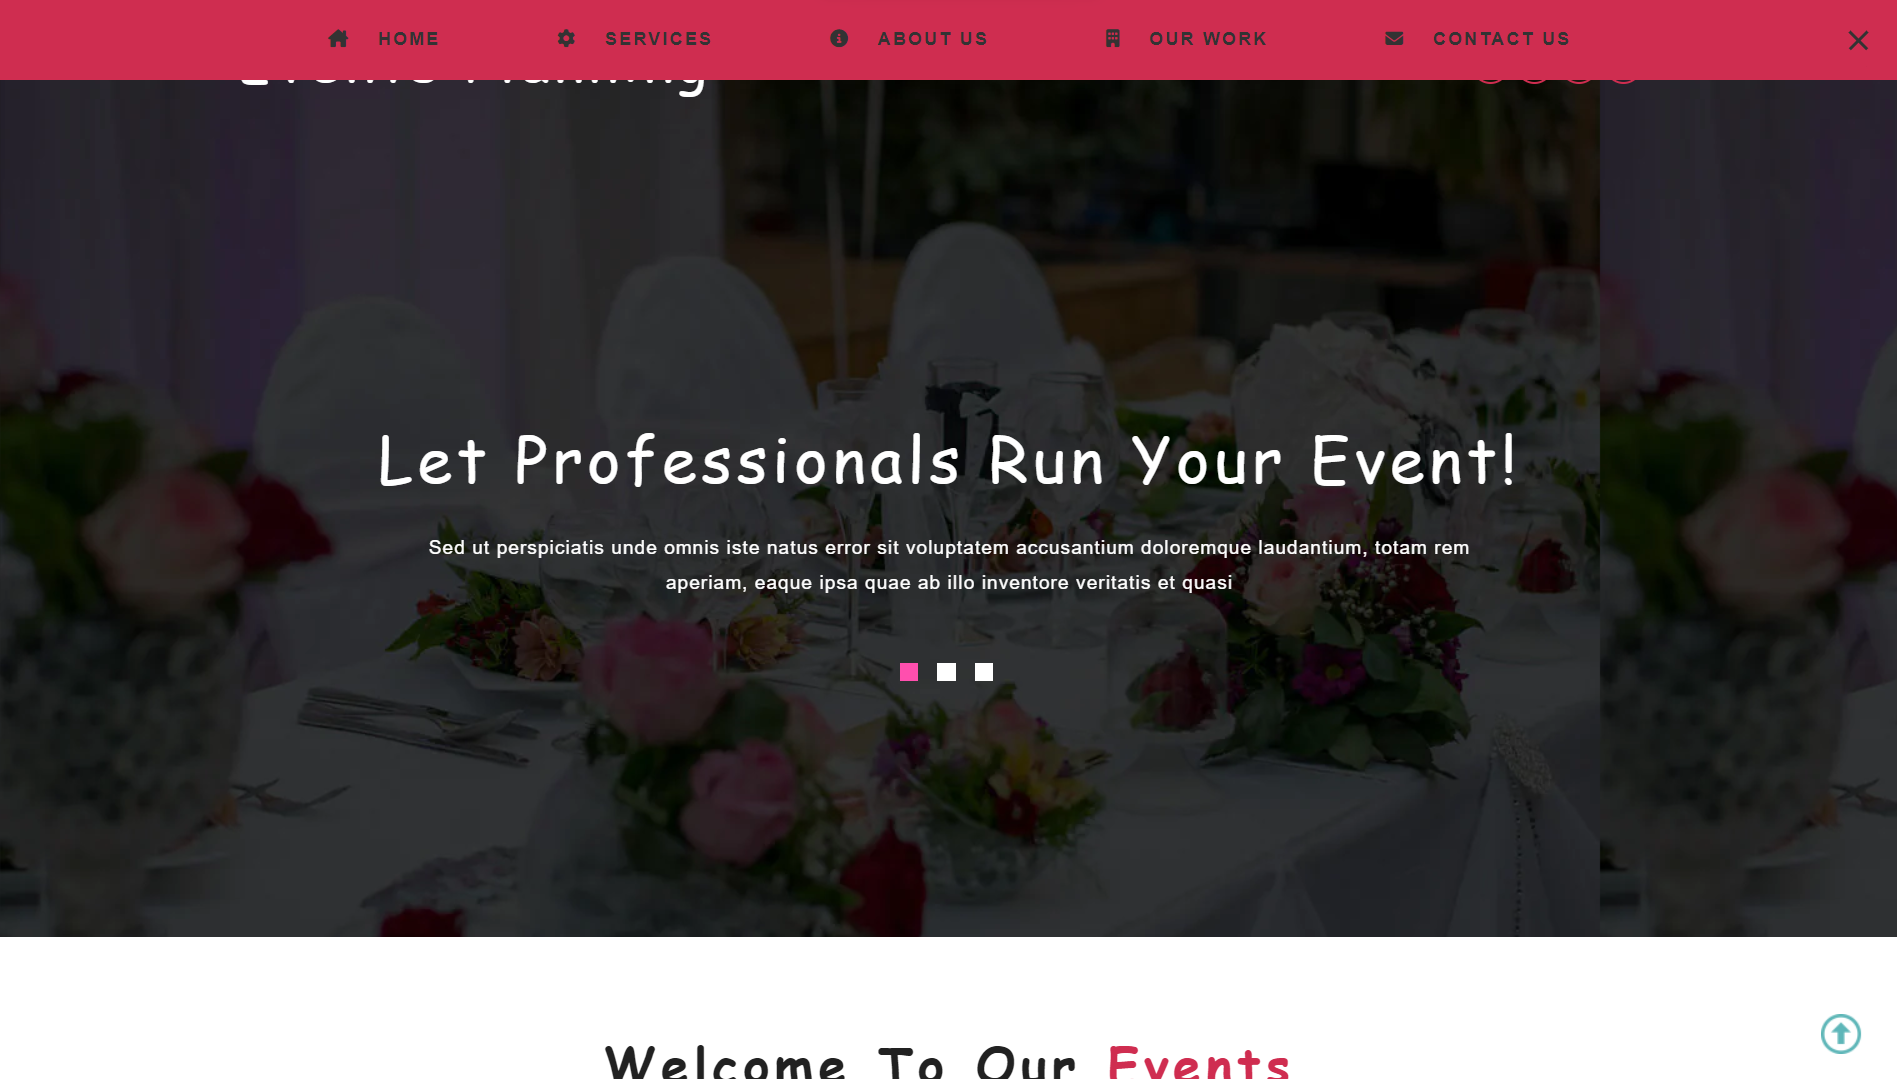 HOME SERVICES ABOUT US OUR WORK CONTACT US
Events Planning
Let Professionals Run Your Event!
Sed ut perspiciatis unde omnis iste natus error sit voluptatem accusantium doloremque laudantium, totam rem
aperiam, eaque ipsa quae ab illo inventore veritatis et quasi
Welcome To Our Events